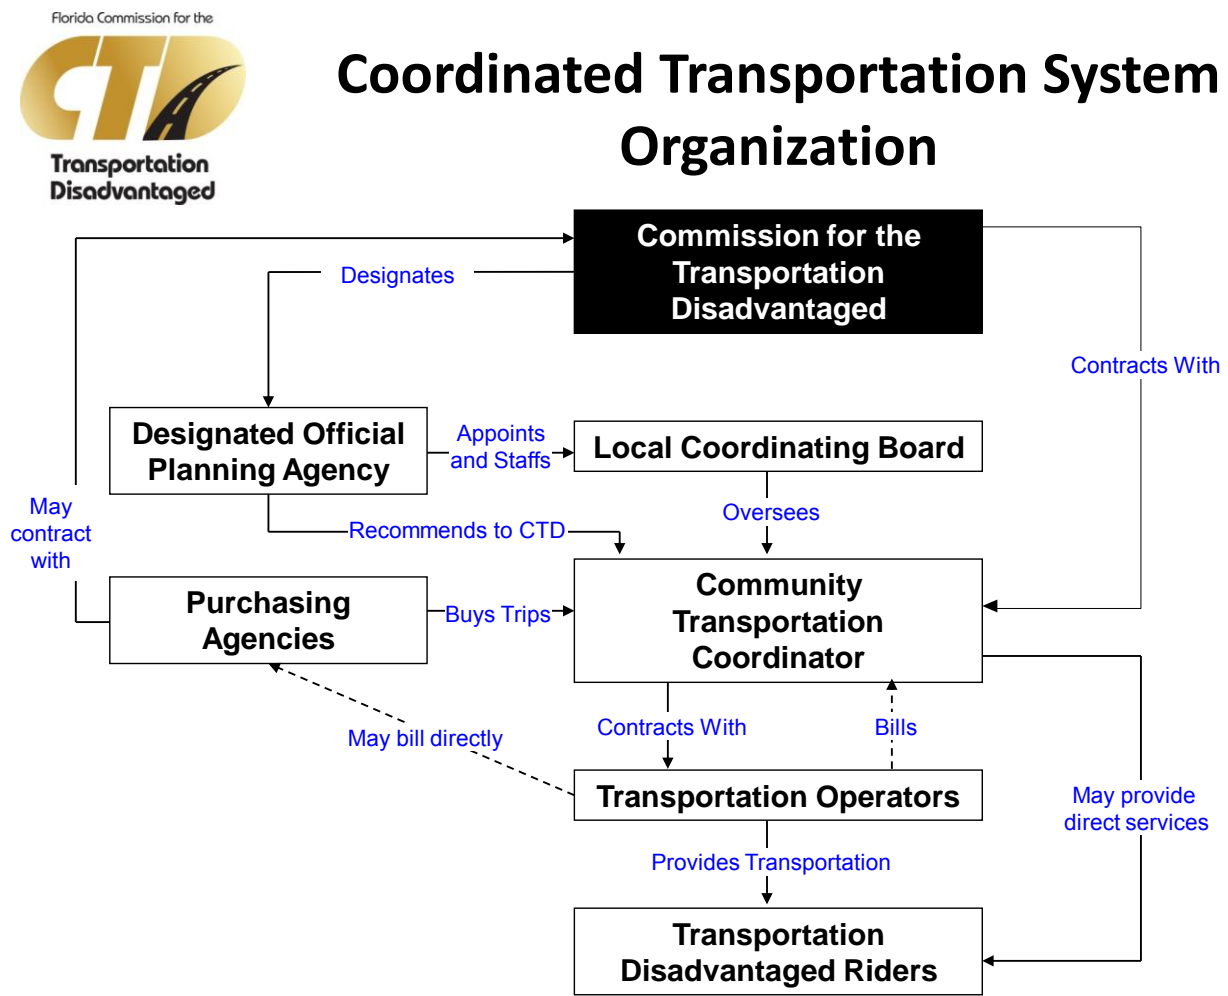 Florida Commission for the
CTD
Transportation
Disadvantaged
Coordinated Transportation System
Organization
Commission for the
Transportation
Disadvantaged
Designates
Contracts With
Designated Official
Planning Agency
Appoints
and Staffs
Local Coordinating Board
May
contract
with
Recommends to CTD
Oversees
Purchasing
Agencies
Buys Trips
Community
Transportation
Coordinator
May bill directly
Contracts With
Bills
Transportation Operators
May provide
direct services
Provides Transportation
Transportation
Disadvantaged Riders